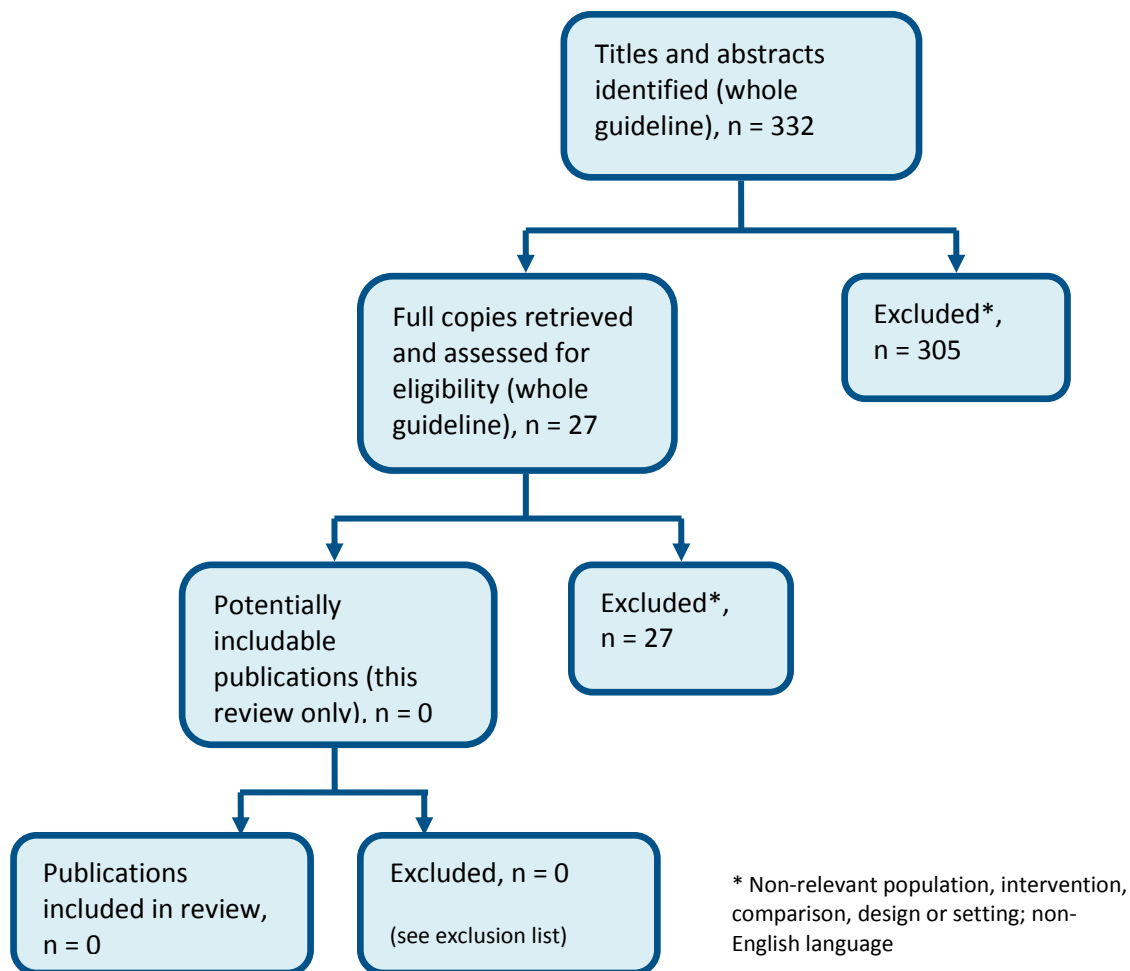 Titles and abstracts
identified (whole
guideline), n = 332
Full copies retrieved
and assessed for
eligibility (whole
guideline), n = 27
Excluded*,
n = 305
Potentially
includable
publications (this
review only), n = 0
Excluded*,
n = 27
Publications
included in review,
n = 0
Excluded, n = 0
(see exclusion list)
* Non-relevant population, intervention,
comparison, design or setting; non-
English language